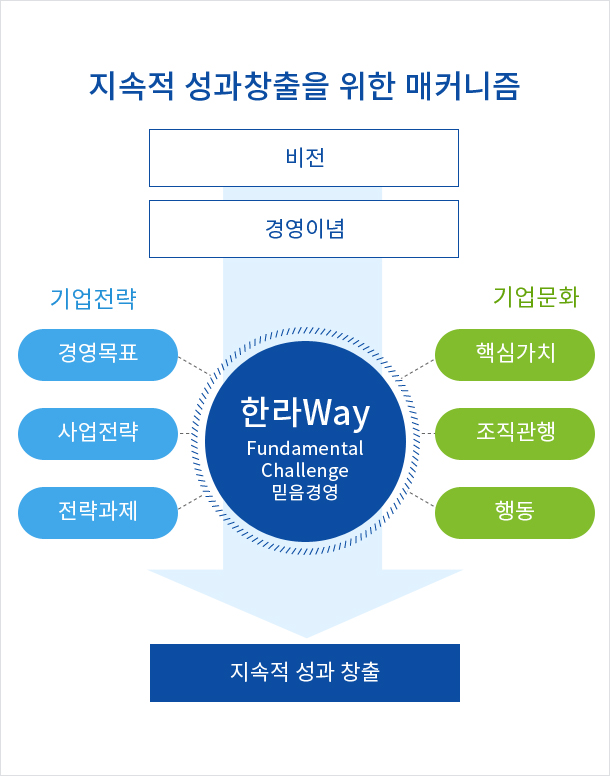 지속적 성과창출을 위한 매커니즘
비전
경영이념
기업전략
경영목표
사업전략
전략과제
한라Way
Fundamental
Challenge
믿음경영
기업문화
핵심가치
조직관행
행동
지속적 성과 창출